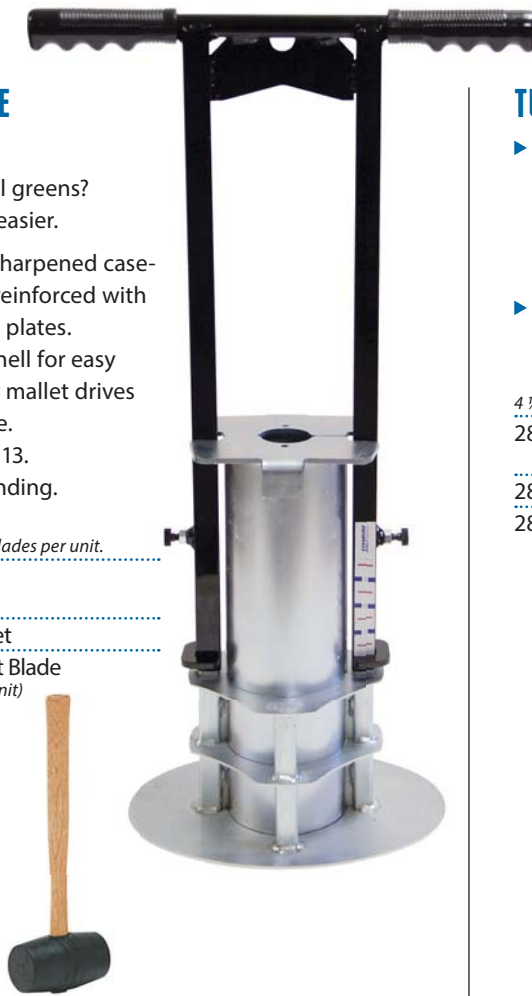 E
l greens?
easier.
harpened case-
reinforced with
plates.
hell for easy
mallet drives
e.
13.
nding.
lades per unit.
et
t Blade
nit)
TU
4
28
28
28